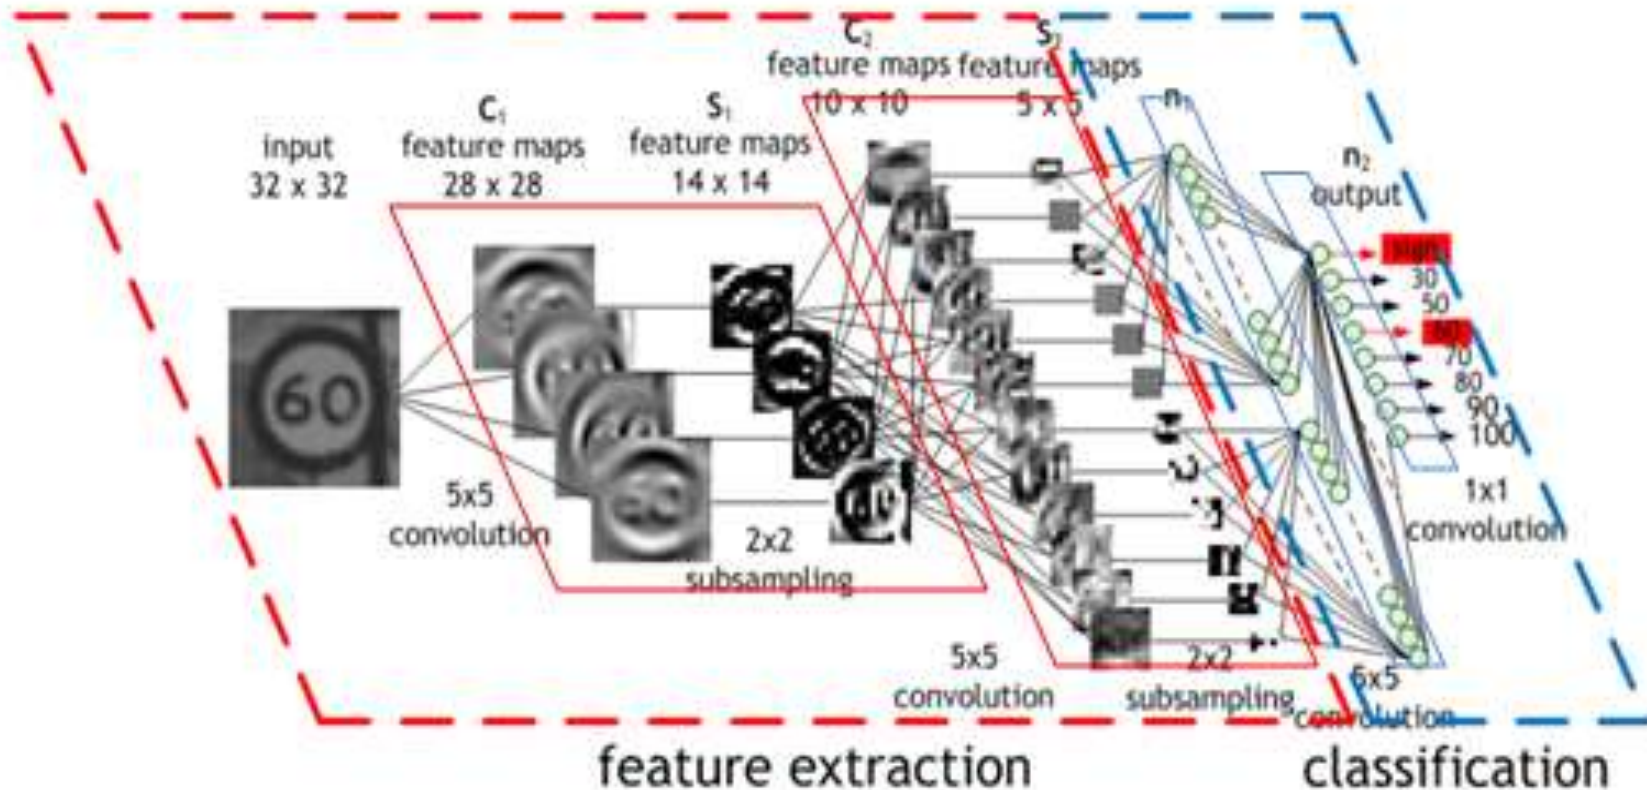 input
32 x 32
C₁
feature maps
28 x 28
S₁
feature maps
14 x 14
C₂
feature maps
10 x 10
S₂
feature maps
5 x 5
n₁
n₂
output
60
30
50
60
70
80
90
100
5x5
convolution
2x2
subsampling
5x5
convolution
2x2
subsampling
convolution
1x1
convolution
feature extraction
classification